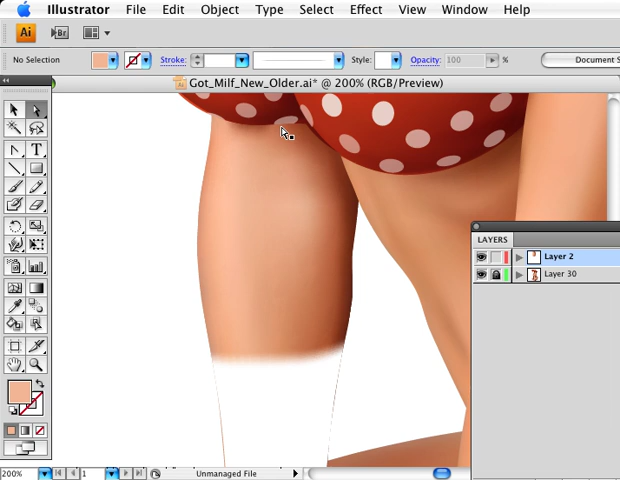 Illustrator File Edit Object Type Select Effect View Window Help
Ai Br
No Selection Stroke: Style: Opacity: 100 % Document S
Got_Milf_New_Older.ai* @ 200% (RGB/Preview)
T
LAYERS
Layer 2
Layer 30
200% 1 Unmanaged File